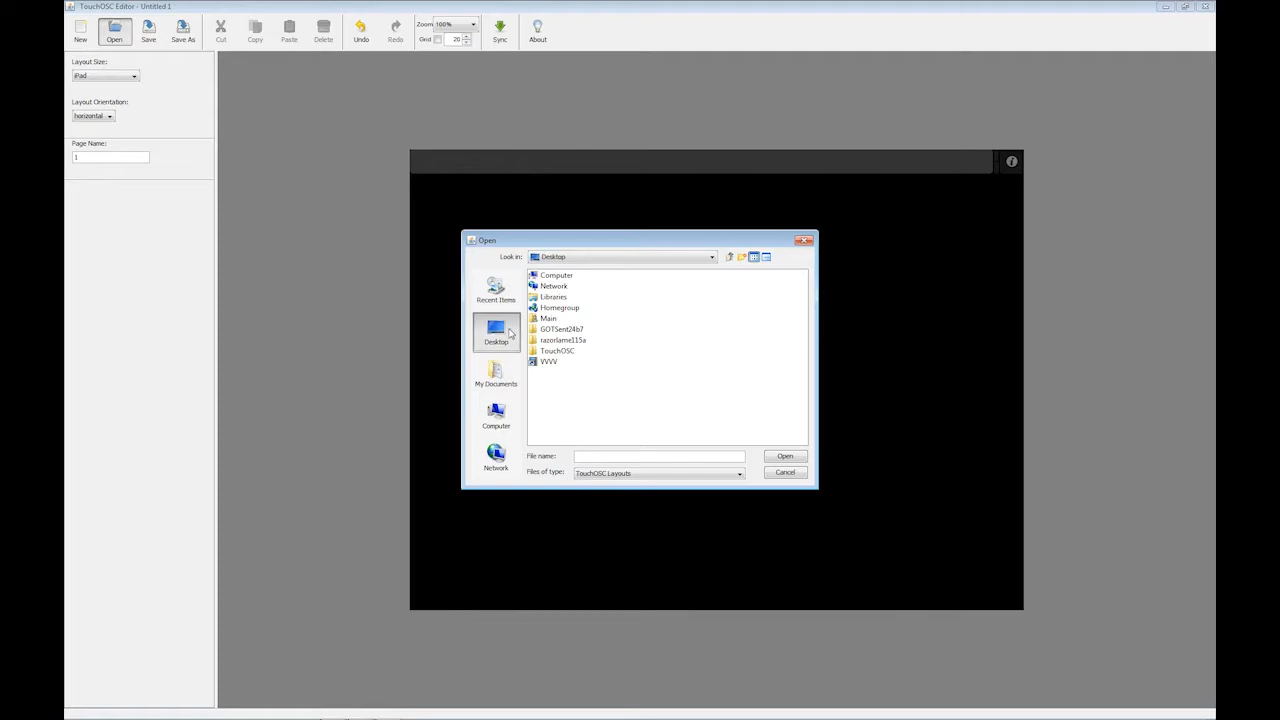 TouchOSC Editor - Untitled 1
New Open Save Save As Cut Copy Paste Delete Undo Redo Zoom 100% Grid 20 Sync About
Layout Size:
iPad
Layout Orientation:
horizontal
Page Name:
1
Open
Look in: Desktop
Recent Items
Desktop
My Documents
Computer
Network
Computer
Network
Libraries
Homegroup
Main
GOTSent24b7
razorlame115a
TouchOSC
VVVV
File name: Open
Files of type: TouchOSC Layouts Cancel